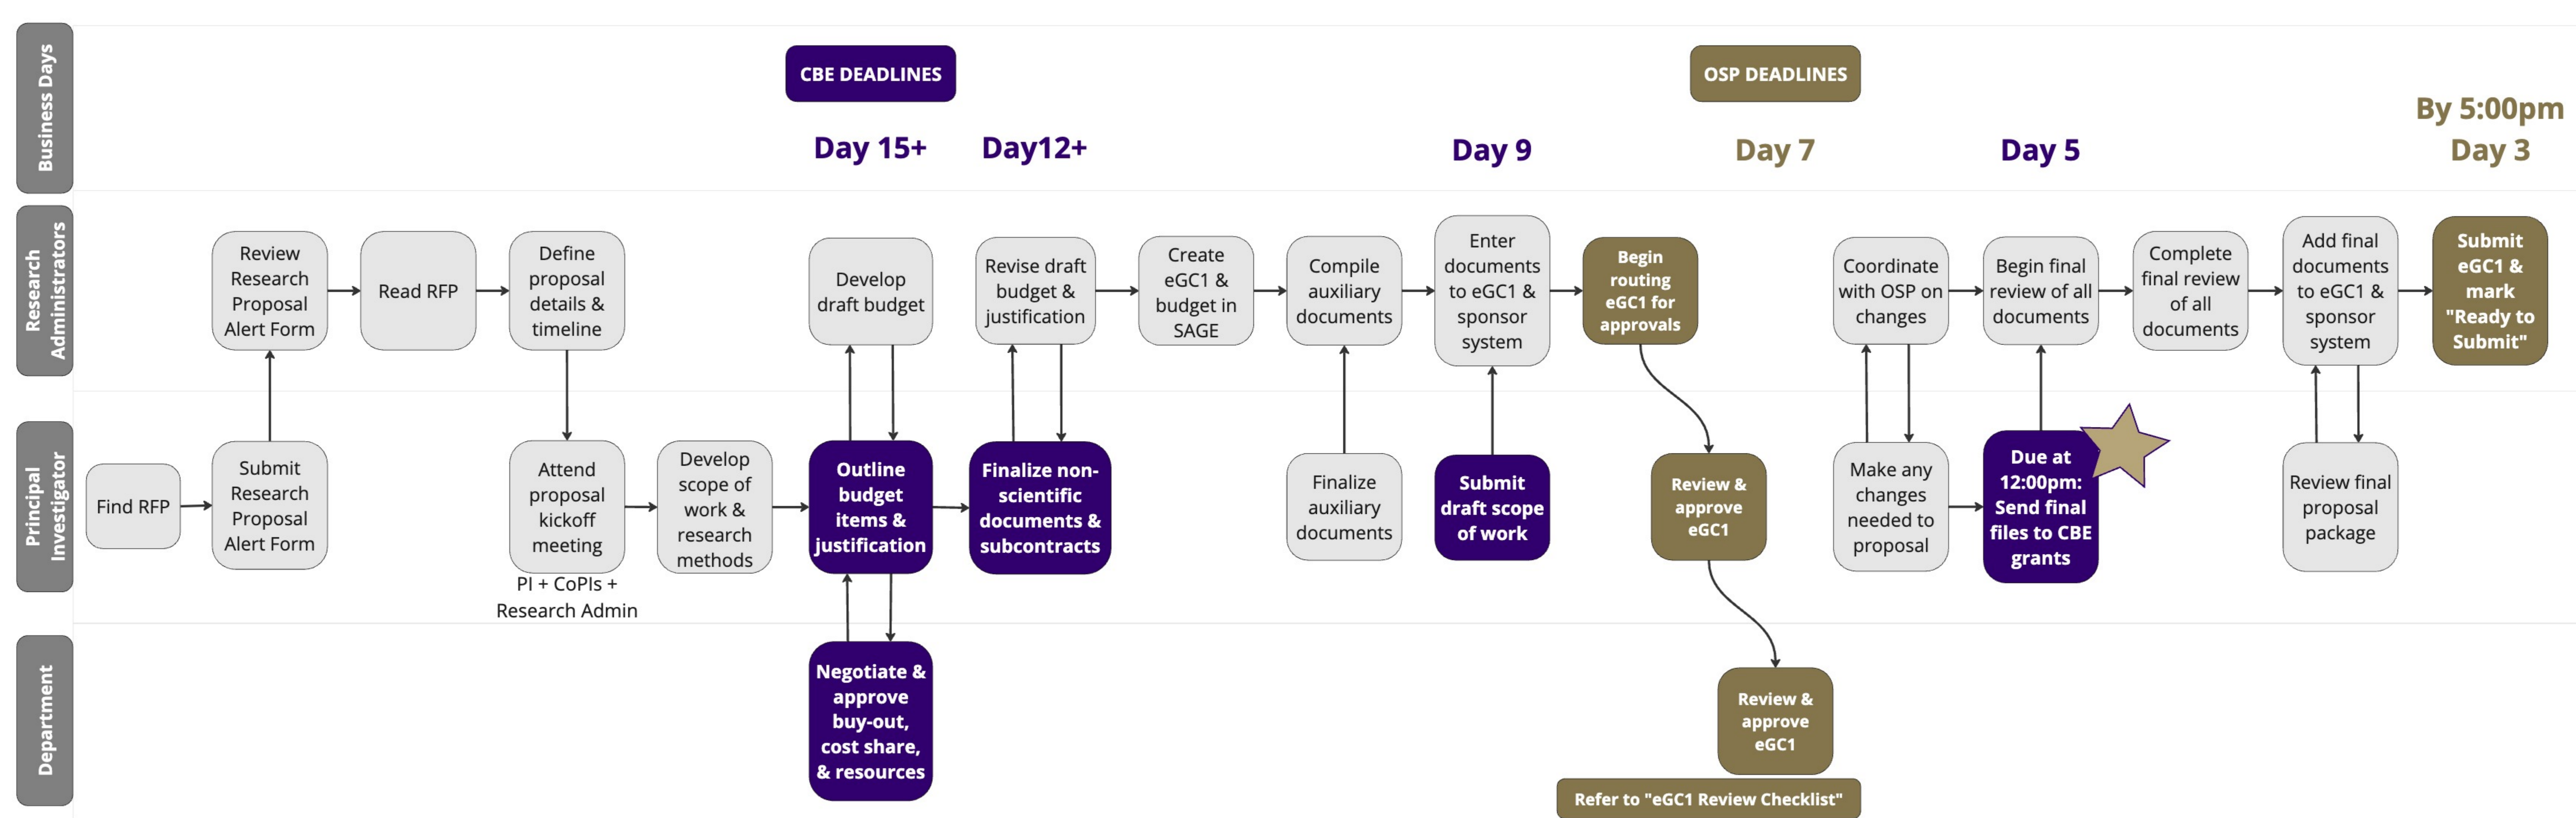 Business Days
CBE DEADLINES
OSP DEADLINES
Day 15+
Day12+
Day 9
Day 7
Day 5
By 5:00pm
Day 3
Research
Administrators
Review
Research
Proposal
Alert Form
Read RFP
Define
proposal
details &
timeline
Develop
draft budget
Revise draft
budget &
justification
Create
eGC1 &
budget in
SAGE
Compile
auxiliary
documents
Enter
documents
to eGC1 &
sponsor
system
Begin
routing
eGC1 for
approvals
Coordinate
with OSP on
changes
Begin final
review of all
documents
Complete
final review
of all
documents
Add final
documents
to eGC1 &
sponsor
system
Submit
eGC1 &
mark
"Ready to
Submit"
Principal
Investigator
Find RFP
Submit
Research
Proposal
Alert Form
Attend
proposal
kickoff
meeting
PI + CoPIs +
Research Admin
Develop
scope of
work &
research
methods
Outline
budget
items &
justification
Finalize non-
scientific
documents &
subcontracts
Finalize
auxiliary
documents
Submit
draft scope
of work
Review &
approve
eGC1
Make any
changes
needed to
proposal
Due at
12:00pm:
Send final
files to CBE
grants
Review final
proposal
package
Department
Negotiate &
approve
buy-out,
cost share,
& resources
Review &
approve
eGC1
Refer to "eGC1 Review Checklist"